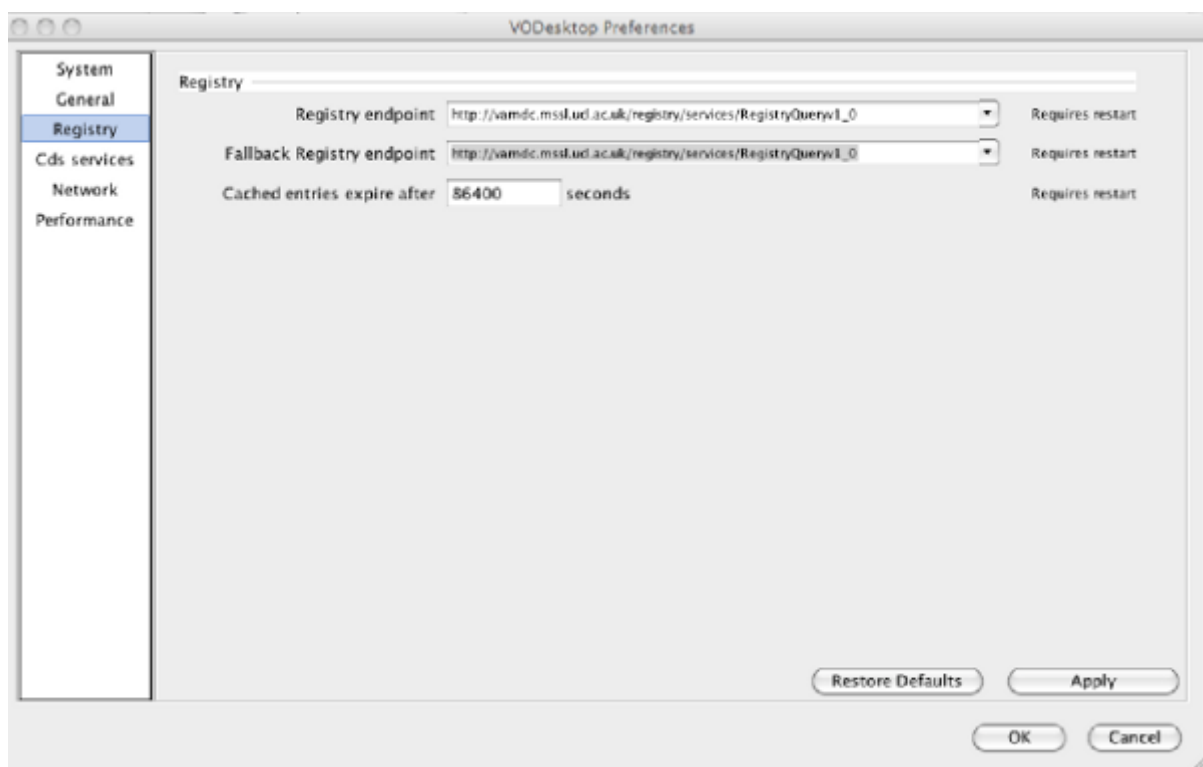 VODesktop Preferences
System
General
Registry
Cds services
Network
Performance
Registry
Registry endpoint http://vamdc.mssl.ucl.ac.uk/registry/services/RegistryQueryv1_0 Requires restart
Fallback Registry endpoint http://vamdc.mssl.ucl.ac.uk/registry/services/RegistryQueryv1_0 Requires restart
Cached entries expire after 86400 seconds Requires restart
Restore Defaults Apply
OK Cancel